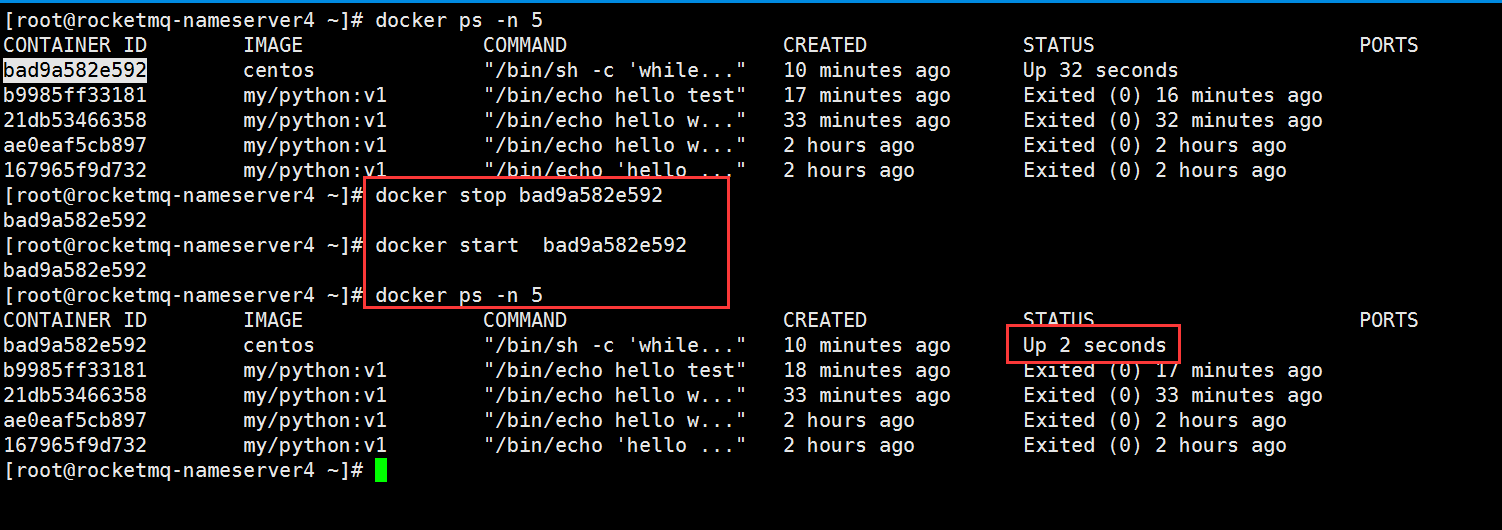 [root@rocketmq-nameserver4 ~]# docker ps -n 5
CONTAINER ID        IMAGE               COMMAND                  CREATED             STATUS                      PORTS
bad9a582e592        centos              "/bin/sh -c 'while..."   10 minutes ago      Up 32 seconds
b9985ff33181        my/python:v1        "/bin/echo hello test"   17 minutes ago      Exited (0) 16 minutes ago
21db53466358        my/python:v1        "/bin/echo hello w..."   33 minutes ago      Exited (0) 32 minutes ago
ae0eaf5cb897        my/python:v1        "/bin/echo hello w..."   2 hours ago         Exited (0) 2 hours ago
167965f9d732        my/python:v1        "/bin/echo 'hello ..."   2 hours ago         Exited (0) 2 hours ago
[root@rocketmq-nameserver4 ~]# docker stop bad9a582e592
bad9a582e592
[root@rocketmq-nameserver4 ~]# docker start  bad9a582e592
bad9a582e592
[root@rocketmq-nameserver4 ~]# docker ps -n 5
CONTAINER ID        IMAGE               COMMAND                  CREATED             STATUS                      PORTS
bad9a582e592        centos              "/bin/sh -c 'while..."   10 minutes ago      Up 2 seconds
b9985ff33181        my/python:v1        "/bin/echo hello test"   18 minutes ago      Exited (0) 17 minutes ago
21db53466358        my/python:v1        "/bin/echo hello w..."   33 minutes ago      Exited (0) 33 minutes ago
ae0eaf5cb897        my/python:v1        "/bin/echo hello w..."   2 hours ago         Exited (0) 2 hours ago
167965f9d732        my/python:v1        "/bin/echo 'hello ..."   2 hours ago         Exited (0) 2 hours ago
[root@rocketmq-nameserver4 ~]#